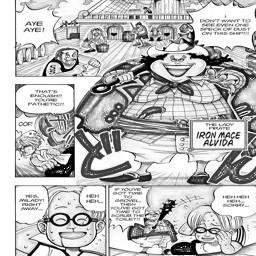 I DON'T WANT TO
SEE EVEN ONE
SPECK OF DUST
ON THIS SHIP!!!
AYE
AYE!
THAT'S
ENOUGH!!
YOU'RE
PATHETIC!!
OOF!
THE LADY
PIRATE
IRON MACE
ALVIDA
YES,
MILADY!
RIGHT
AWAY...
HEH
HEH...
IF YOU'VE
GOT TIME
TO
GROVEL,
THEN
YOU'VE GOT
TIME TO
SCRUB THE
TOILET!!
HEH HEH
HEH...
SORRY...